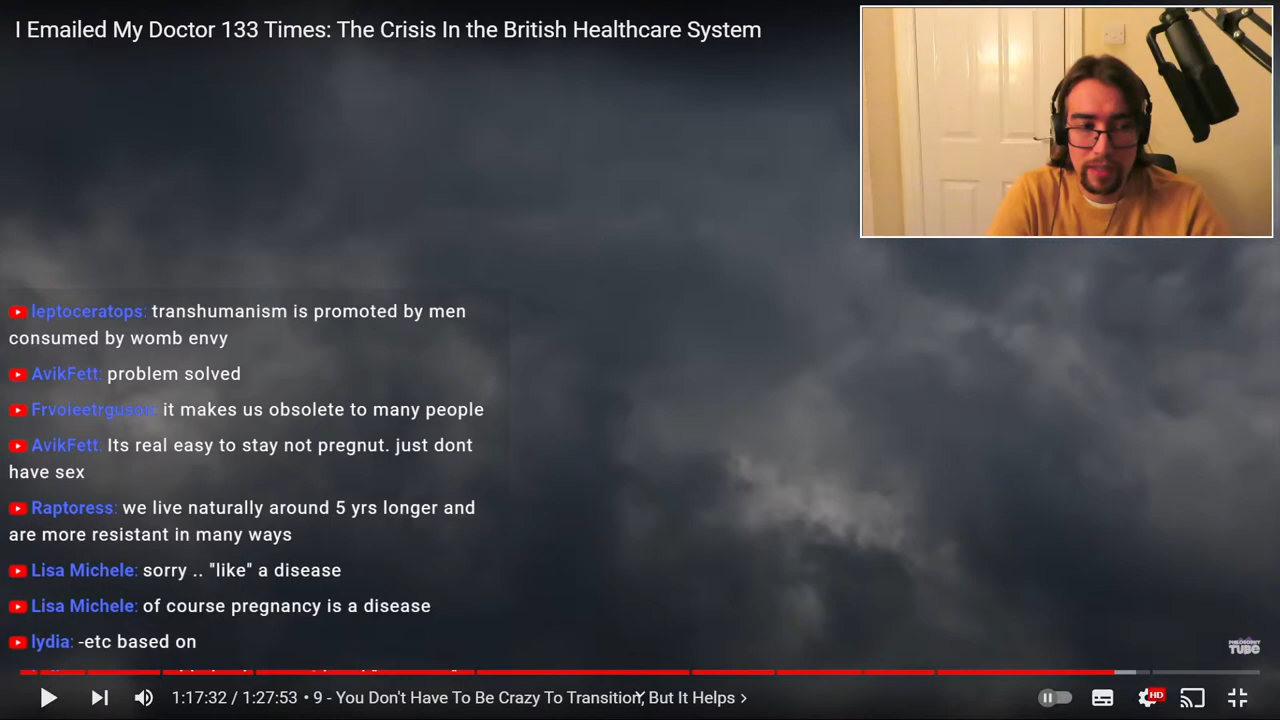 I Emailed My Doctor 133 Times: The Crisis In the British Healthcare System
leptoceratops: transhumanism is promoted by men
consumed by womb envy
AvikFett: problem solved
Frvoleetrguson: it makes us obsolete to many people
AvikFett: Its real easy to stay not pregnut. just dont
have sex
Raptoress: we live naturally around 5 yrs longer and
are more resistant in many ways
Lisa Michele: sorry .. "like" a disease
Lisa Michele: of course pregnancy is a disease
lydia: -etc based on
PHILOSOPHY
TUBE
1:17:32 / 1:27:53 • 9 - You Don't Have To Be Crazy To Transition, But It Helps >
HD